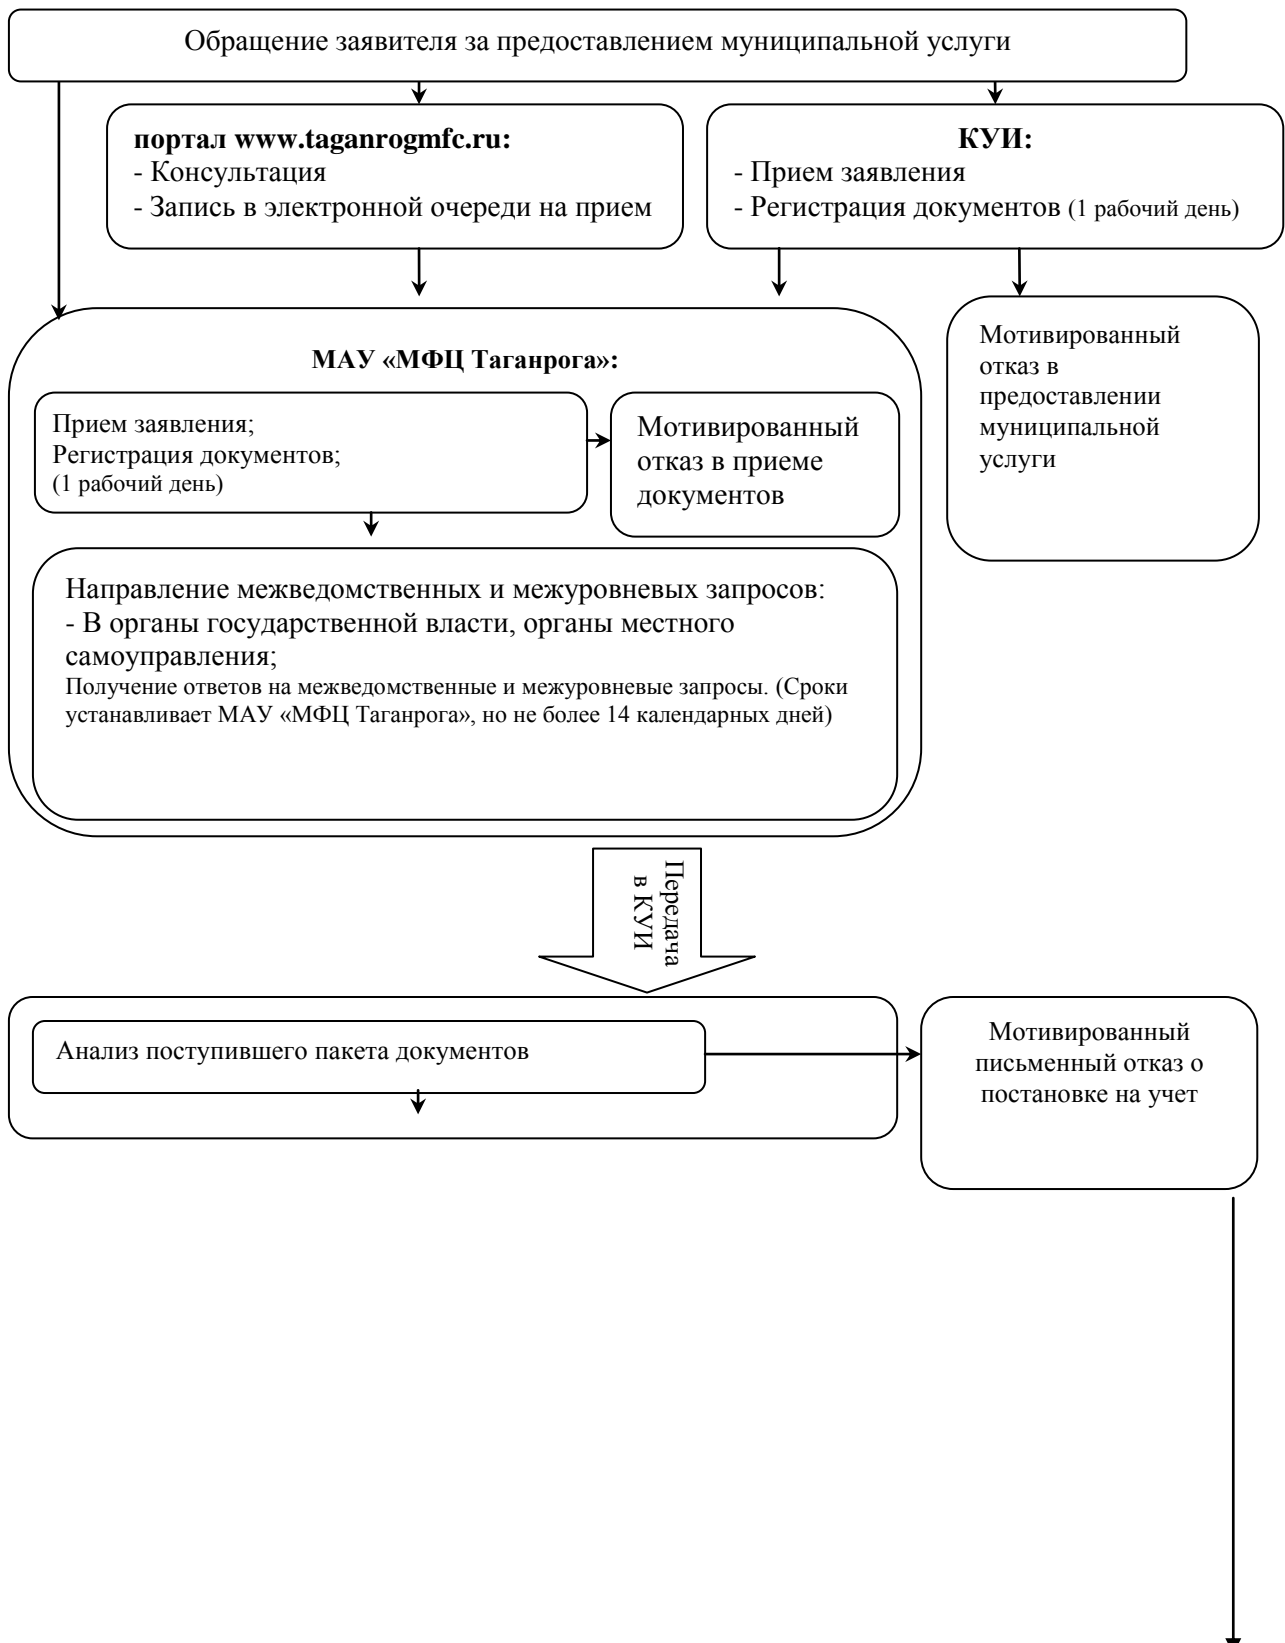 Обращение заявителя за предоставлением муниципальной услуги
портал www.taganrogmfc.ru:
- Консультация
- Запись в электронной очереди на прием
КУИ:
- Прием заявления
- Регистрация документов (1 рабочий день)
МАУ «МФЦ Таганрога»:
Прием заявления;
Регистрация документов;
(1 рабочий день)
Мотивированный
отказ в приеме
документов
Мотивированный
отказ в
предоставлении
муниципальной
услуги
Направление межведомственных и межуровневых запросов:
- В органы государственной власти, органы местного
самоуправления;
Получение ответов на межведомственные и межуровневые запросы. (Сроки
устанавливает МАУ «МФЦ Таганрога», но не более 14 календарных дней)
Передача
в КУИ
Анализ поступившего пакета документов
Мотивированный
письменный отказ о
постановке на учет